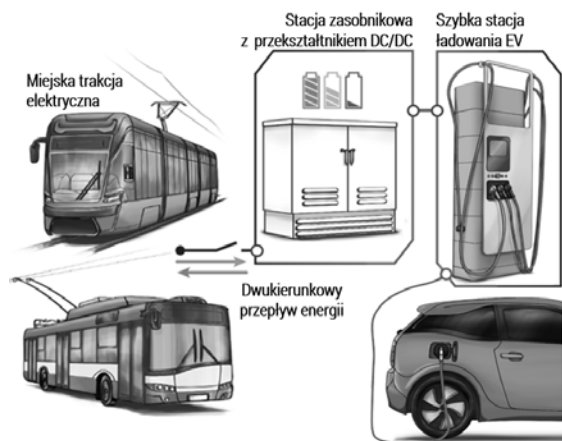 Stacja zasobnikowa
z przekształtnikiem DC/DC
Szybka stacja
ładowania EV
Miejska trakcja
elektryczna
Dwukierunkowy
przepływ energii